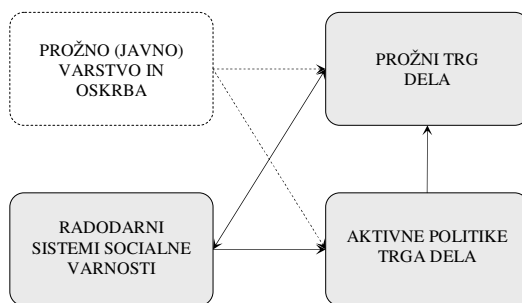 PROŽNO (JAVNO)
VARSTVO IN
OSKRBA
PROŽNI TRG
DELA
RADODARNI
SISTEMI SOCIALNE
VARNOSTI
AKTIVNE POLITIKE
TRGA DELA